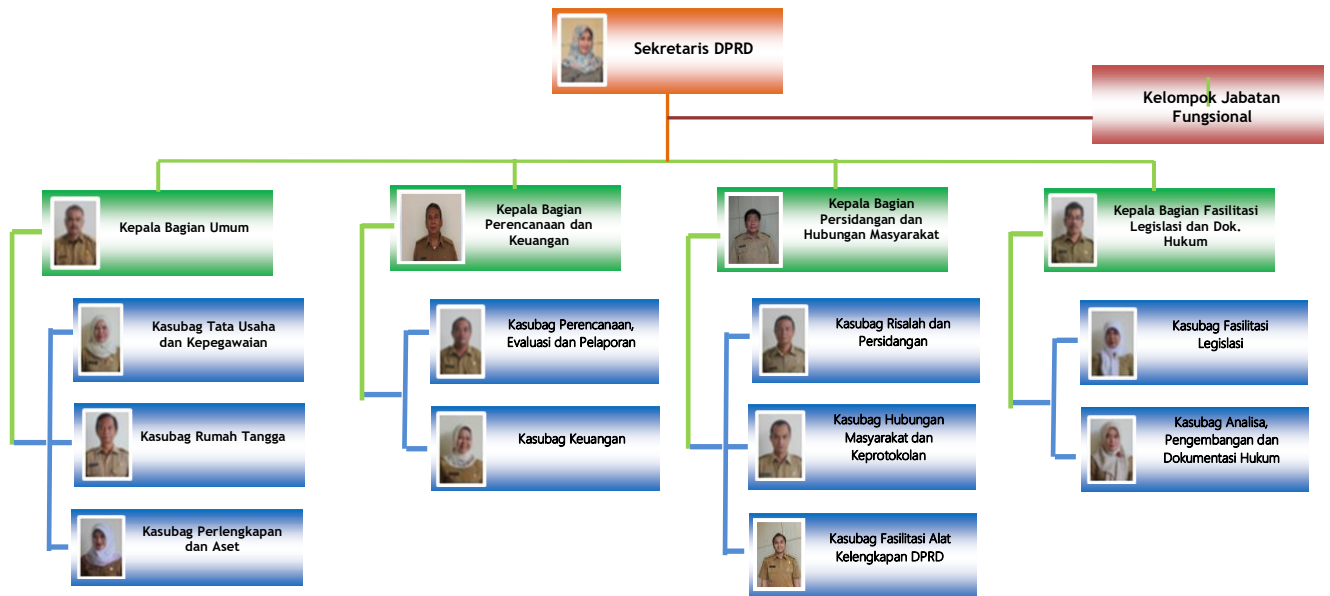 Sekretaris DPRD
Kelompok Jabatan
Fungsional
Kepala Bagian Umum
Kepala Bagian
Perencanaan dan
Keuangan
Kepala Bagian
Persidangan dan
Hubungan Masyarakat
Kepala Bagian Fasilitasi
Legislasi dan Dok.
Hukum
Kasubag Tata Usaha
dan Kepegawaian
Kasubag Rumah Tangga
Kasubag Perlengkapan
dan Aset
Kasubag Perencanaan,
Evaluasi dan Pelaporan
Kasubag Keuangan
Kasubag Risalah dan
Persidangan
Kasubag Hubungan
Masyarakat dan
Keprotokolan
Kasubag Fasilitasi Alat
Kelengkapan DPRD
Kasubag Fasilitasi
Legislasi
Kasubag Analisa,
Pengembangan dan
Dokumentasi Hukum